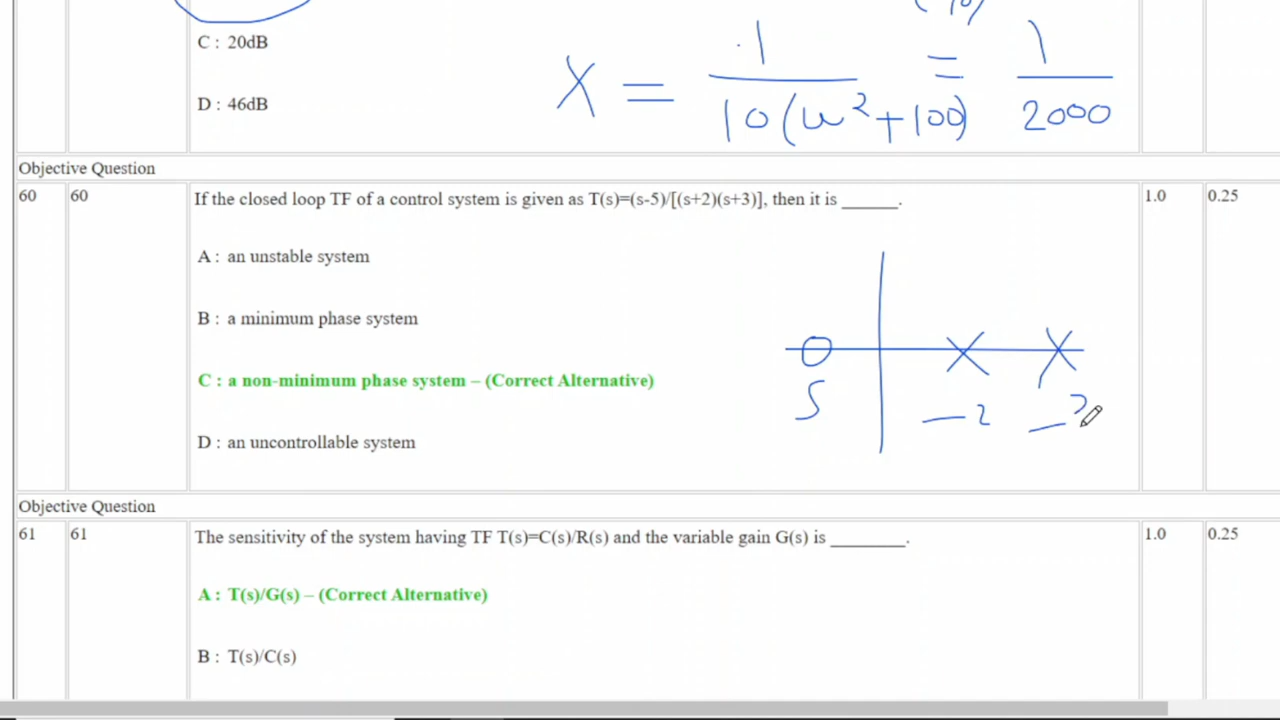 C : 20dB
D : 46dB
X = 1 / 10(w²+100) = 1 / 2000
Objective Question
60 60 If the closed loop TF of a control system is given as T(s)=(s-5)/[(s+2)(s+3)], then it is ______. 1.0 0.25
A : an unstable system
B : a minimum phase system
C : a non-minimum phase system – (Correct Alternative)
D : an uncontrollable system
5 —2
Objective Question
61 61 The sensitivity of the system having TF T(s)=C(s)/R(s) and the variable gain G(s) is ________. 1.0 0.25
A : T(s)/G(s) – (Correct Alternative)
B : T(s)/C(s)